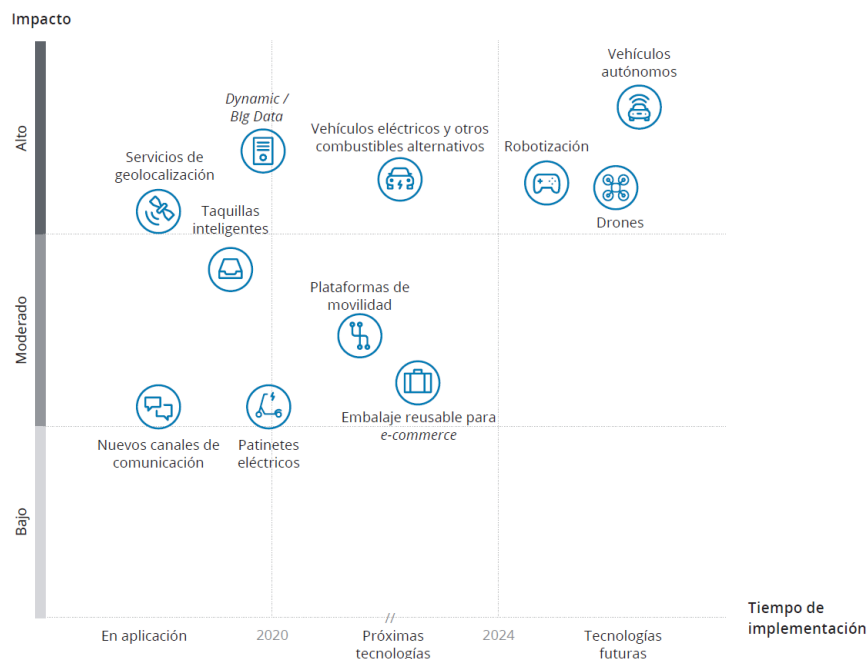 Impacto
Alto
Moderado
Bajo
Vehículos
autónomos
Dynamic /
BIg Data
Vehículos eléctricos y otros
combustibles alternativos
Robotización
Servicios de
geolocalización
Taquillas
inteligentes
Drones
Plataformas de
movilidad
Embalaje reusable para
e-commerce
Nuevos canales de
comunicación
Patinetes
eléctricos
//
En aplicación
2020
Próximas
tecnologías
2024
Tecnologías
futuras
Tiempo de
implementación